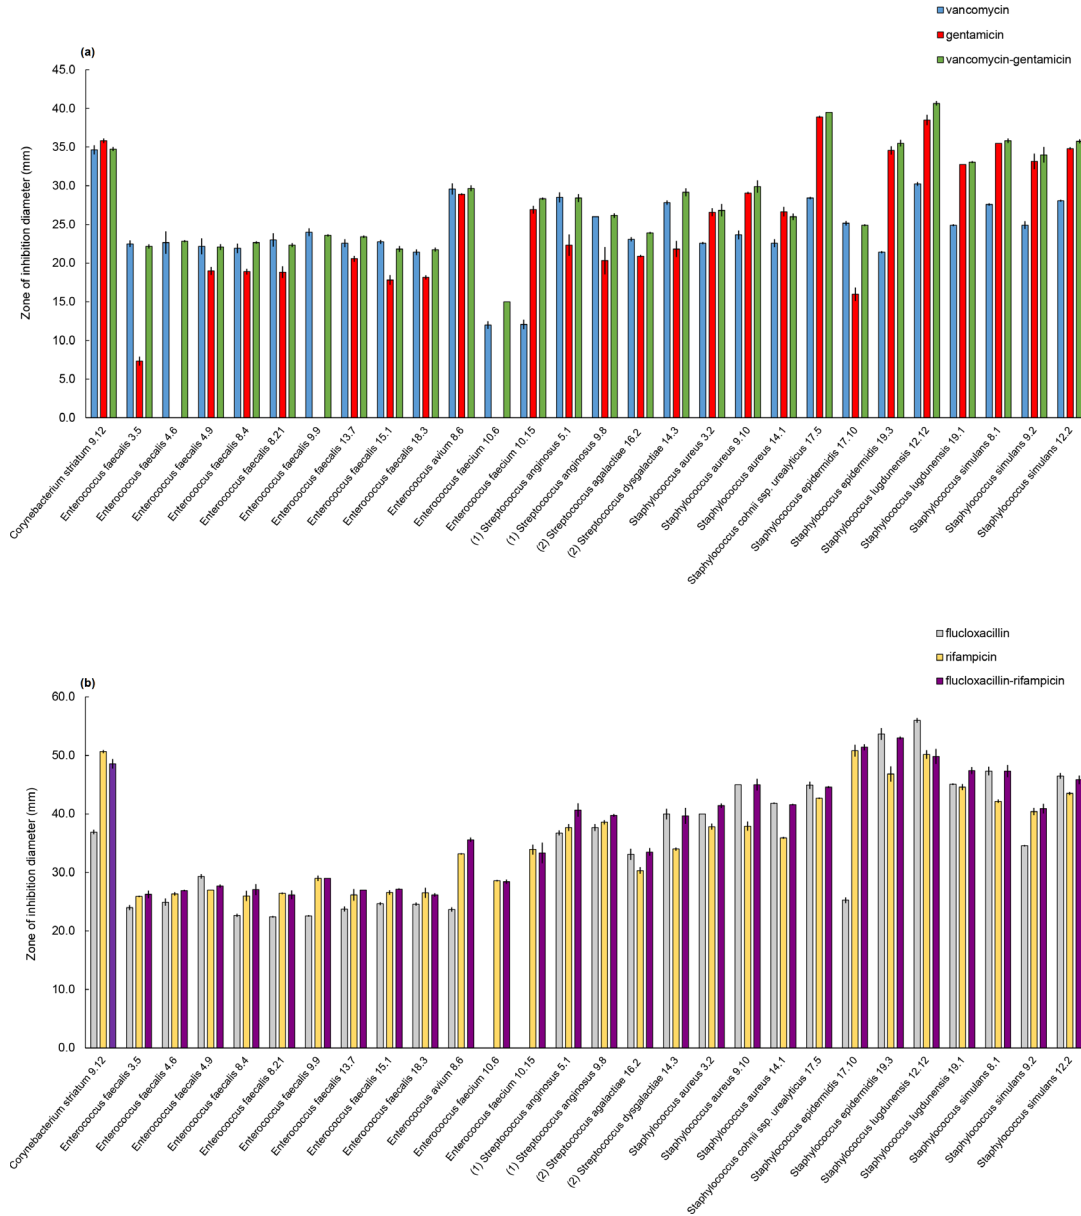 vancomycin
gentamicin
vancomycin-gentamicin
(a)
45.0
40.0
35.0
30.0
25.0
20.0
15.0
10.0
5.0
0.0
Zone of inhibition diameter (mm)
Corynebacterium striatum 9.12
Enterococcus faecalis 3.5
Enterococcus faecalis 4.6
Enterococcus faecalis 4.9
Enterococcus faecalis 8.4
Enterococcus faecalis 8.21
Enterococcus faecalis 9.9
Enterococcus faecalis 13.7
Enterococcus faecalis 15.1
Enterococcus faecalis 18.3
Enterococcus avium 8.6
Enterococcus faecium 10.6
Enterococcus faecium 10.15
(1) Streptococcus anginosus 5.1
(1) Streptococcus anginosus 9.8
(2) Streptococcus agalactiae 16.2
(2) Streptococcus dysgalactiae 14.3
Staphylococcus aureus 3.2
Staphylococcus aureus 9.10
Staphylococcus aureus 14.1
Staphylococcus cohnii ssp. urealyticus 17.5
Staphylococcus epidermidis 17.10
Staphylococcus epidermidis 19.3
Staphylococcus lugdunensis 12.12
Staphylococcus lugdunensis 19.1
Staphylococcus simulans 8.1
Staphylococcus simulans 9.2
Staphylococcus simulans 12.2
flucloxacillin
rifampicin
flucloxacillin-rifampicin
(b)
60.0
50.0
40.0
30.0
20.0
10.0
0.0
Zone of inhibition diameter (mm)
Corynebacterium striatum 9.12
Enterococcus faecalis 3.5
Enterococcus faecalis 4.6
Enterococcus faecalis 4.9
Enterococcus faecalis 8.4
Enterococcus faecalis 8.21
Enterococcus faecalis 9.9
Enterococcus faecalis 13.7
Enterococcus faecalis 15.1
Enterococcus faecalis 18.3
Enterococcus avium 8.6
Enterococcus faecium 10.6
Enterococcus faecium 10.15
(1) Streptococcus anginosus 5.1
(1) Streptococcus anginosus 9.8
(2) Streptococcus agalactiae 16.2
(2) Streptococcus dysgalactiae 14.3
Staphylococcus aureus 3.2
Staphylococcus aureus 9.10
Staphylococcus aureus 14.1
Staphylococcus cohnii ssp. urealyticus 17.5
Staphylococcus epidermidis 17.10
Staphylococcus epidermidis 19.3
Staphylococcus lugdunensis 12.12
Staphylococcus lugdunensis 19.1
Staphylococcus simulans 8.1
Staphylococcus simulans 9.2
Staphylococcus simulans 12.2